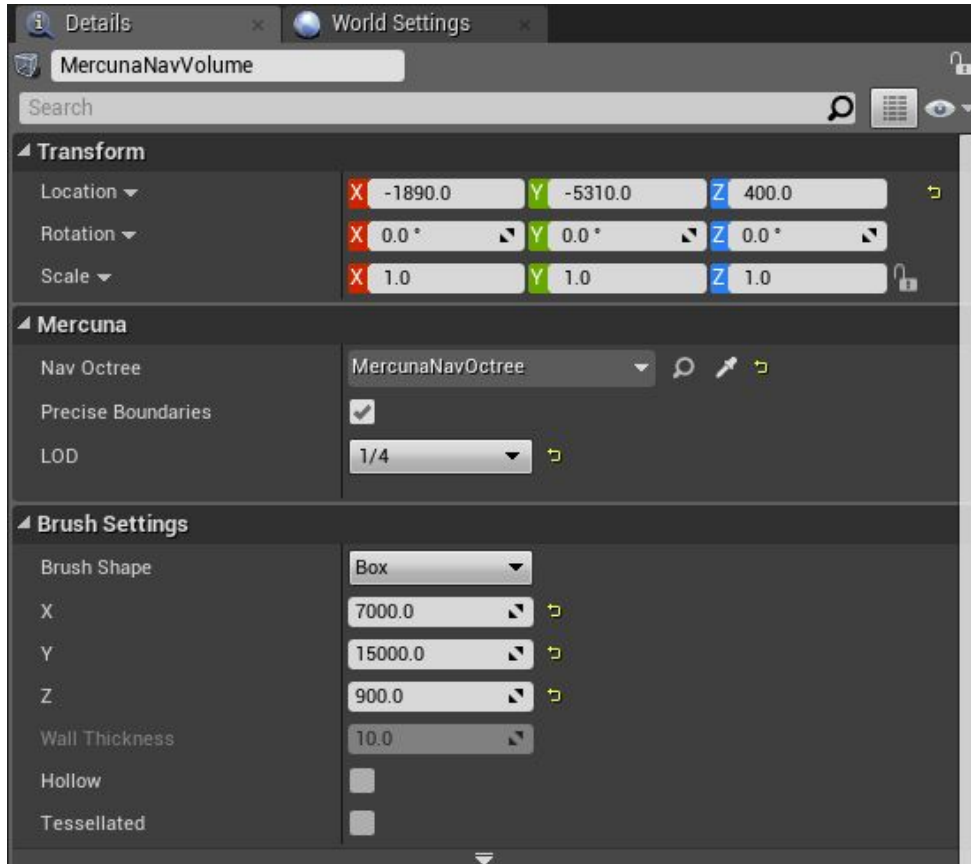 Details World Settings
MercunaNavVolume
Search
Transform
Location X -1890.0 Y -5310.0 Z 400.0
Rotation X 0.0° Y 0.0° Z 0.0°
Scale X 1.0 Y 1.0 Z 1.0
Mercuna
Nav Octree MercunaNavOctree
Precise Boundaries
LOD 1/4
Brush Settings
Brush Shape Box
X 7000.0
Y 15000.0
Z 900.0
Wall Thickness 10.0
Hollow
Tessellated